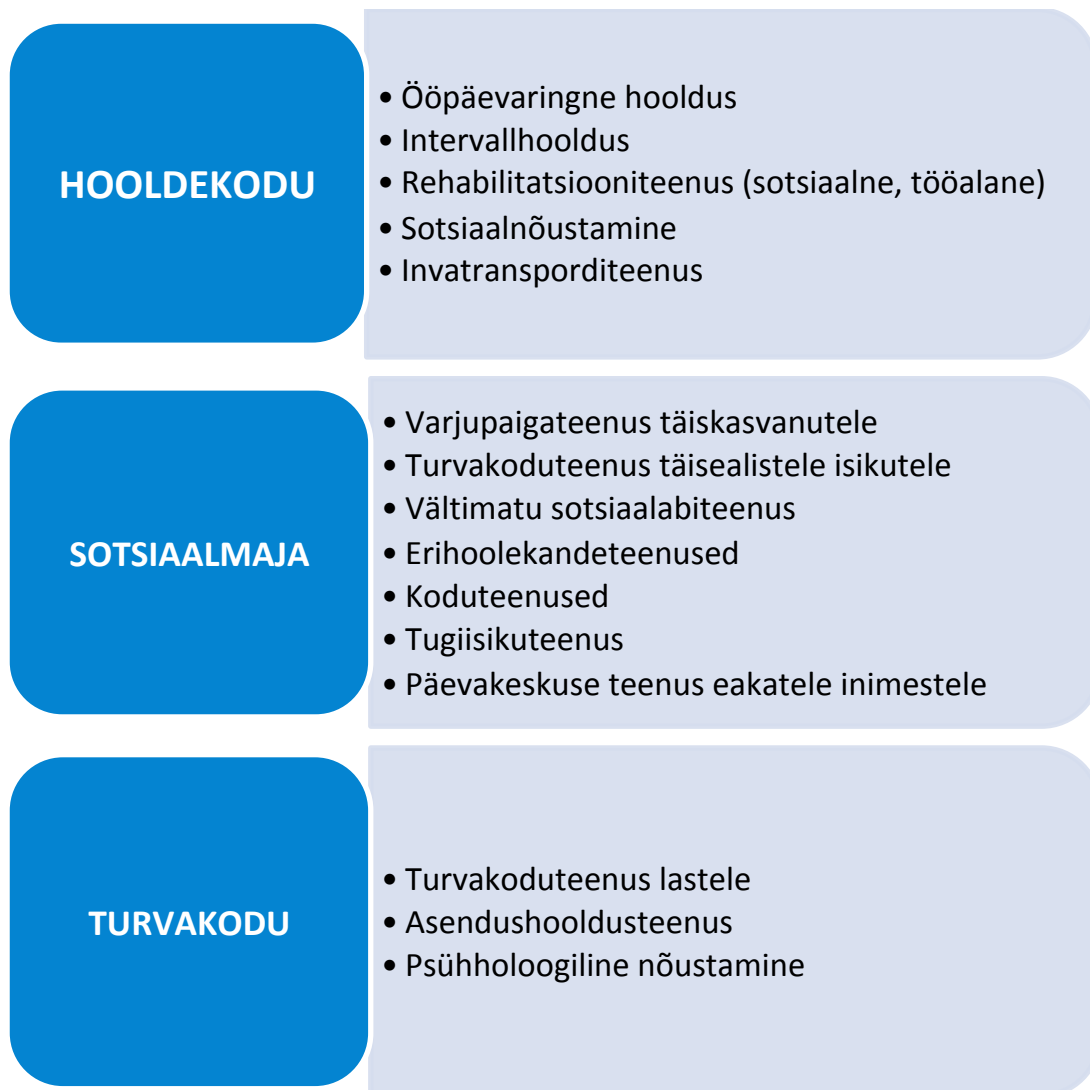 HOOLDEKODU
• Ööpäevaringne hooldus
• Intervallhooldus
• Rehabilitatsiooniteenus (sotsiaalne, tööalane)
• Sotsiaalnõustamine
• Invatransporditeenus
SOTSIAALMAJA
• Varjupaigateenus täiskasvanutele
• Turvakoduteenus täisealistele isikutele
• Vältimatu sotsiaalabiteenus
• Erihoolekandeteenused
• Koduteenused
• Tugiisikuteenus
• Päevakeskuse teenus eakatele inimestele
TURVAKODU
• Turvakoduteenus lastele
• Asendushooldusteenus
• Psühholoogiline nõustamine